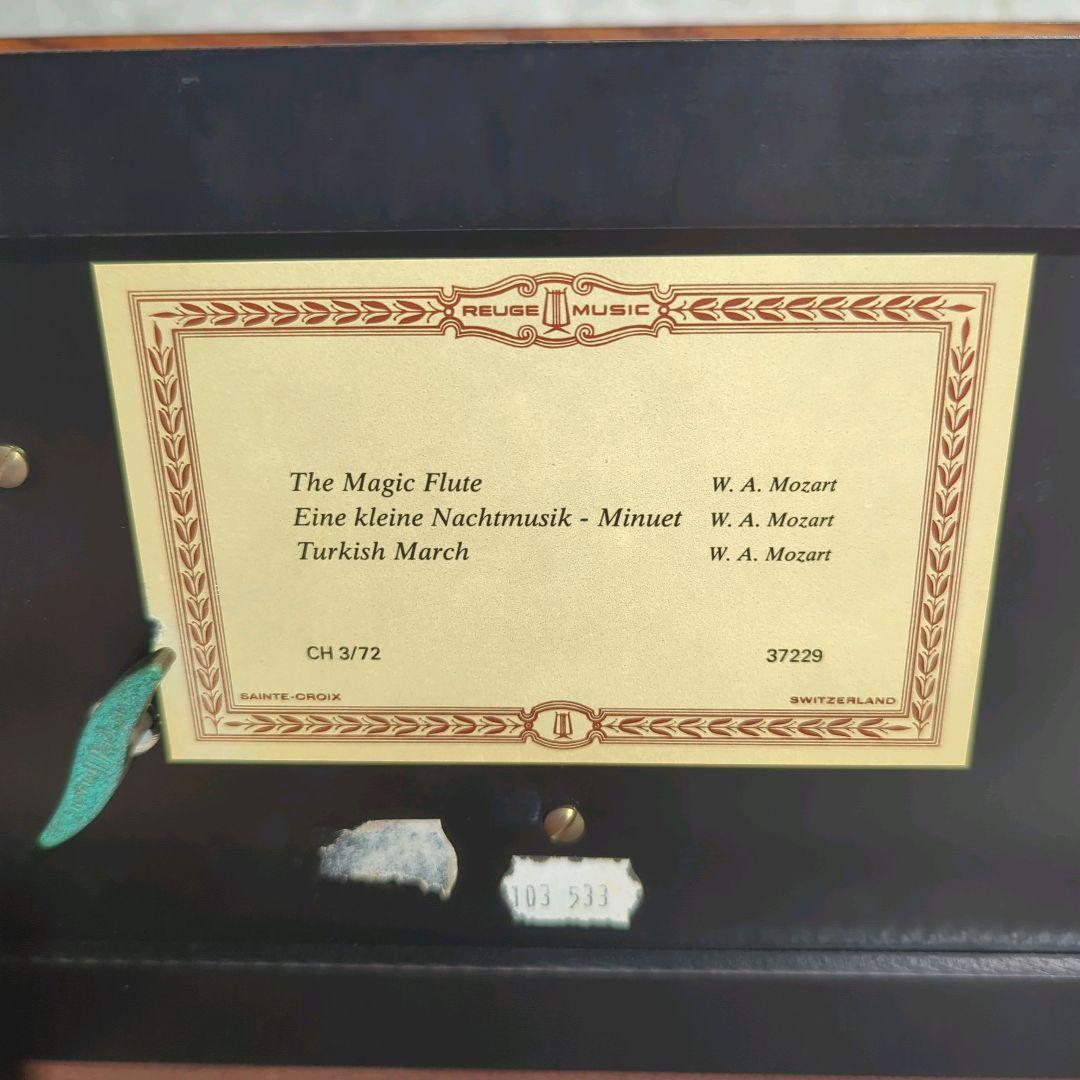 REUGE MUSIC
The Magic Flute W. A. Mozart
Eine kleine Nachtmusik - Minuet W. A. Mozart
Turkish March W. A. Mozart
CH 3/72 37229
SAINTE-CROIX SWITZERLAND
103 533